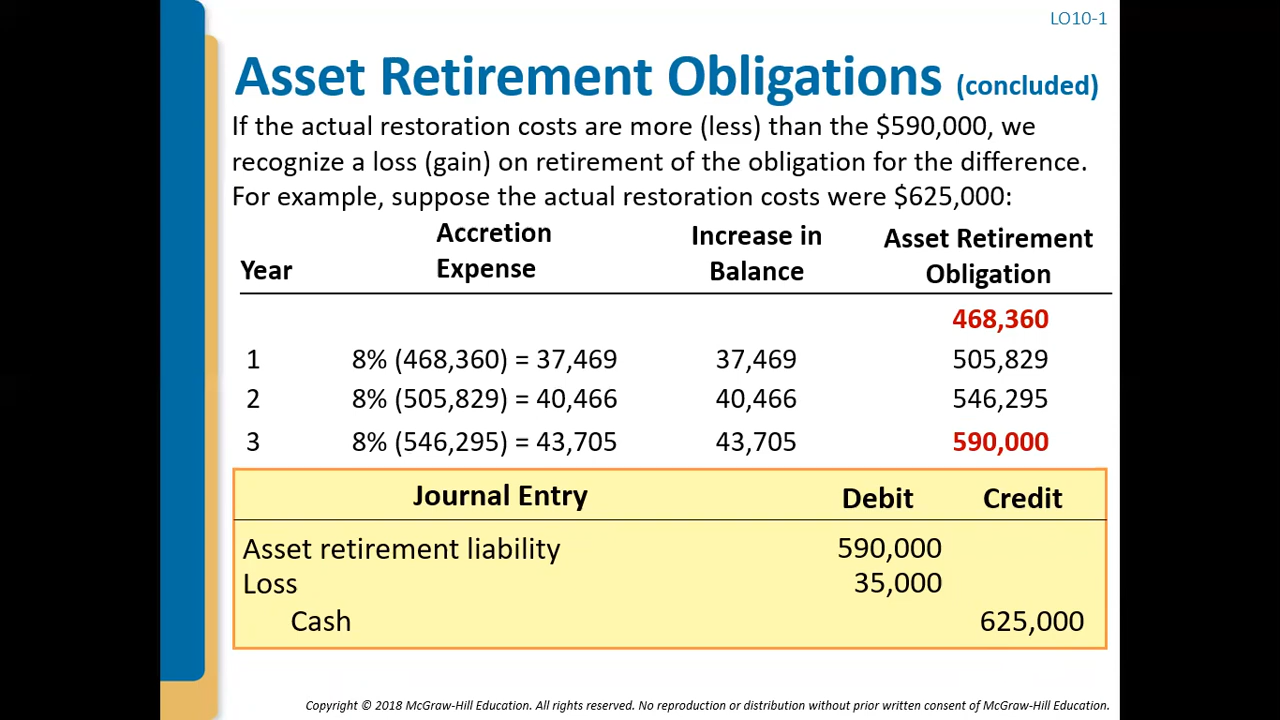 LO10-1
Asset Retirement Obligations (concluded)
If the actual restoration costs are more (less) than the $590,000, we
recognize a loss (gain) on retirement of the obligation for the difference.
For example, suppose the actual restoration costs were $625,000:
Year Accretion Expense Increase in Balance Asset Retirement Obligation
468,360
1 8% (468,360) = 37,469 37,469 505,829
2 8% (505,829) = 40,466 40,466 546,295
3 8% (546,295) = 43,705 43,705 590,000
Journal Entry Debit Credit
Asset retirement liability 590,000
Loss 35,000
Cash 625,000
Copyright © 2018 McGraw-Hill Education. All rights reserved. No reproduction or distribution without prior written consent of McGraw-Hill Education.